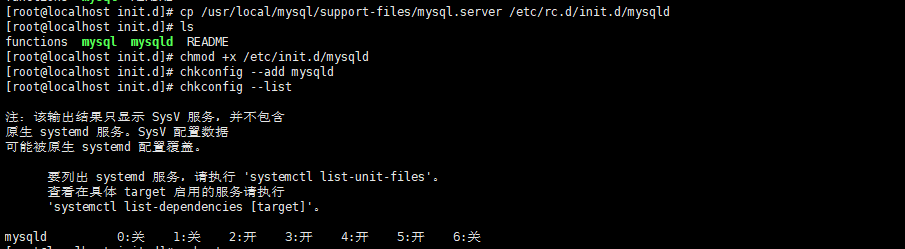 [root@localhost init.d]# cp /usr/local/mysql/support-files/mysql.server /etc/rc.d/init.d/mysqld
[root@localhost init.d]# ls
functions  mysql  mysqld  README
[root@localhost init.d]# chmod +x /etc/init.d/mysqld
[root@localhost init.d]# chkconfig --add mysqld
[root@localhost init.d]# chkconfig --list
注：该输出结果只显示 SysV 服务，并不包含
原生 systemd 服务。SysV 配置数据
可能被原生 systemd 配置覆盖。
要列出 systemd 服务，请执行 'systemctl list-unit-files'。
查看在具体 target 启用的服务请执行
'systemctl list-dependencies [target]'。
mysqld 0:关 1:关 2:开 3:开 4:开 5:开 6:关